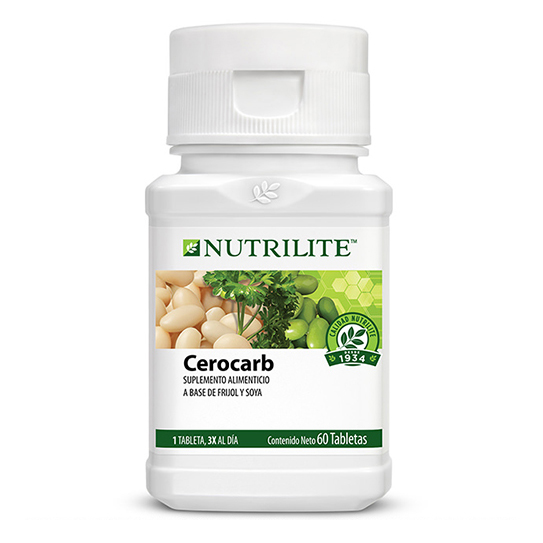 NUTRILITE™
CALIDAD NUTRILITE
DESDE
1934
Cerocarb
SUPLEMENTO ALIMENTICIO
A BASE DE FRIJOL Y SOYA
1 TABLETA, 3X AL DÍA
Contenido Neto 60 Tabletas